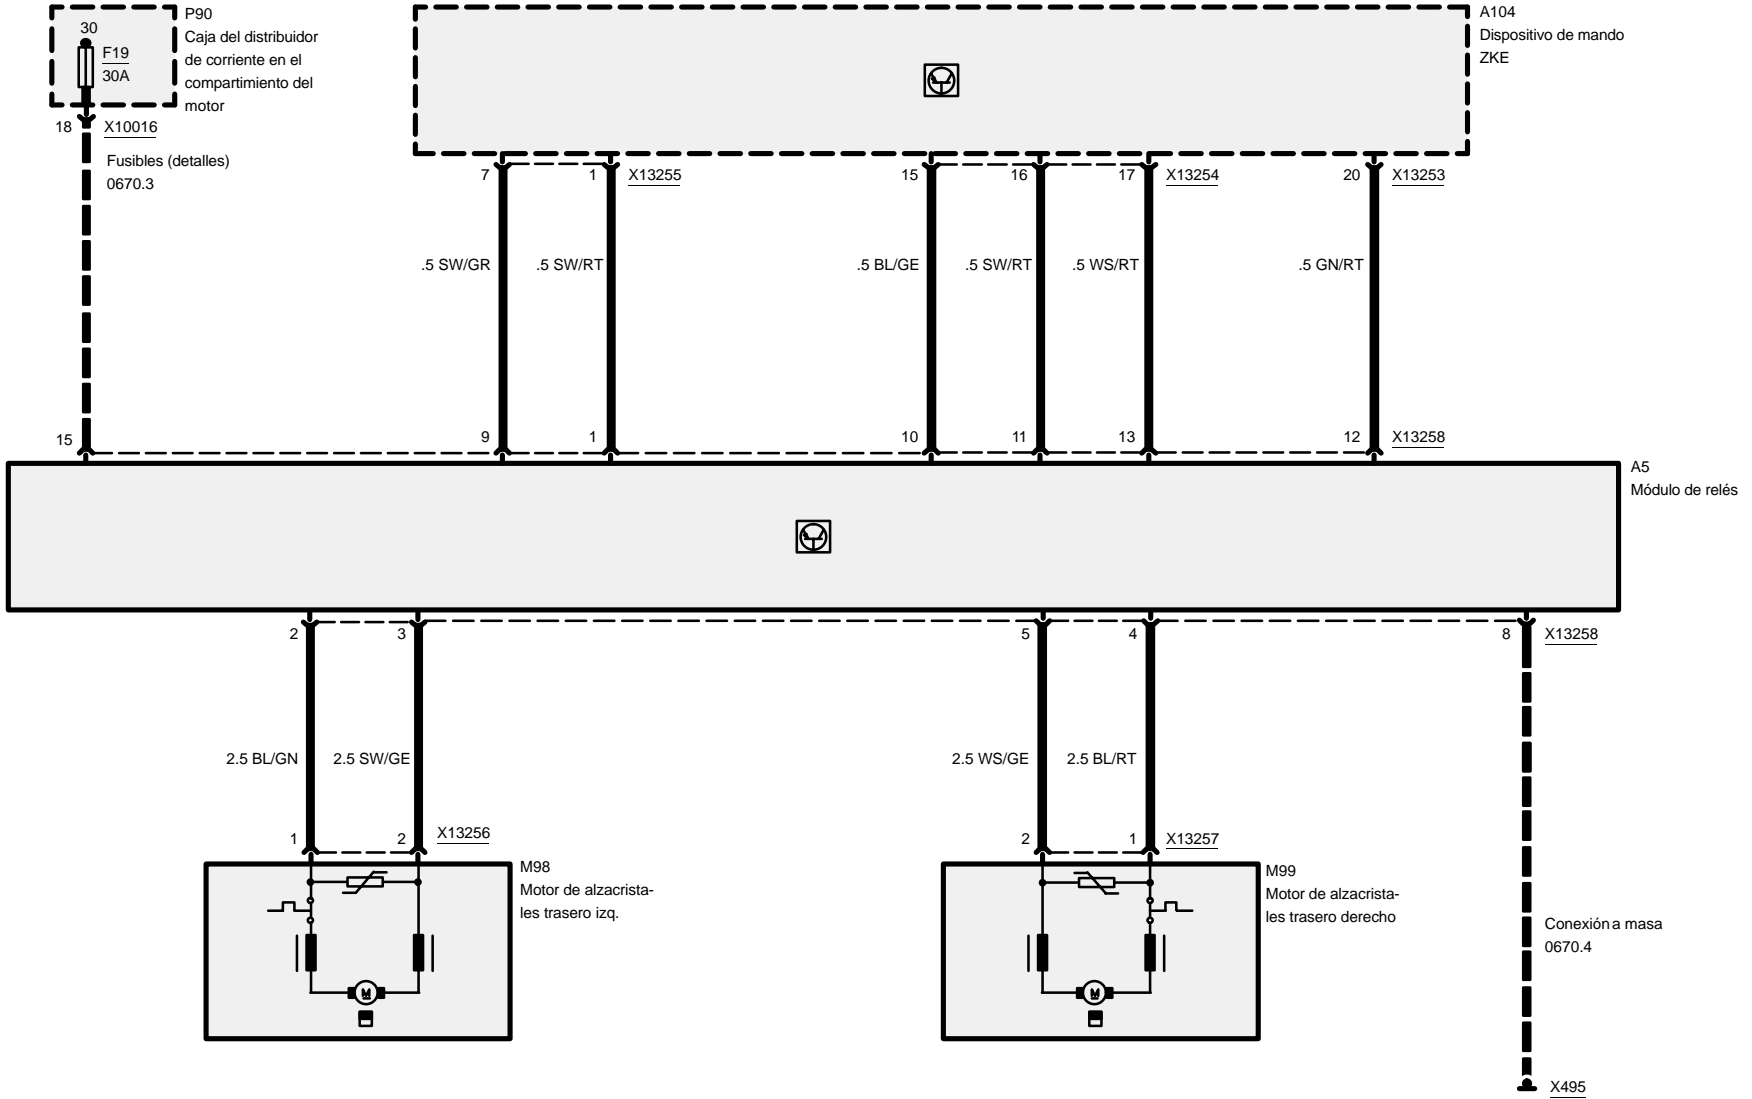 P90
Caja del distribuidor
de corriente en el
compartimiento del
motor
30
F19
30A
18 X10016
Fusibles (detalles)
0670.3
A104
Dispositivo de mando
ZKE
7 1 X13255 15 16 17 X13254 20 X13253
.5 SW/GR .5 SW/RT .5 BL/GE .5 SW/RT .5 WS/RT .5 GN/RT
15 9 1 10 11 13 12 X13258
A5
Módulo de relés
2 3 5 4 8 X13258
2.5 BL/GN 2.5 SW/GE 2.5 WS/GE 2.5 BL/RT
1 2 X13256 2 1 X13257
M98
Motor de alzacrista-
les trasero izq.
M
M99
Motor de alzacrista-
les trasero derecho
M
Conexión a masa
0670.4
X495